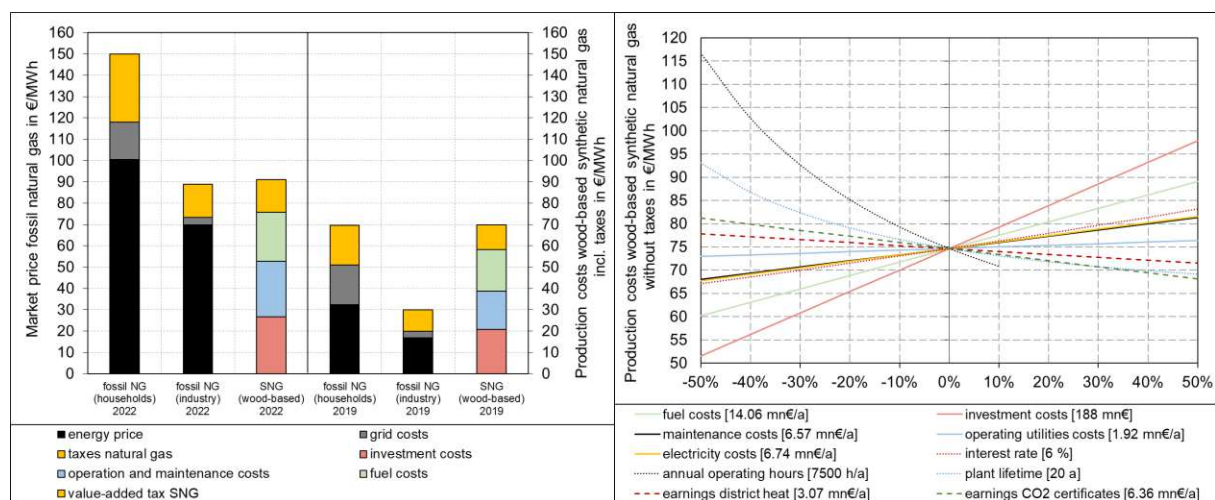 Market price fossil natural gas in €/MWh
160
150
140
130
120
110
100
90
80
70
60
50
40
30
20
10
0
fossil NG
(households)
2022
fossil NG
(industry)
2022
SNG
(wood-based)
2022
fossil NG
(households)
2019
fossil NG
(industry)
2019
SNG
(wood-based)
2019
160
150
140
130
120
110
100
90
80
70
60
50
40
30
20
10
0
Production costs wood-based synthetic natural gas
incl. taxes in €/MWh
energy price
grid costs
taxes natural gas
investment costs
operation and maintenance costs
fuel costs
value-added tax SNG
Production costs wood-based synthetic natural gas
without taxes in €/MWh
120
115
110
105
100
95
90
85
80
75
70
65
60
55
50
-50% -40% -30% -20% -10% 0% 10% 20% 30% 40% 50%
fuel costs [14.06 mn€/a]
investment costs [188 mn€]
maintenance costs [6.57 mn€/a]
operating utilities costs [1.92 mn€/a]
electricity costs [6.74 mn€/a]
interest rate [6 %]
annual operating hours [7500 h/a]
plant lifetime [20 a]
earnings district heat [3.07 mn€/a]
earnings CO2 certificates [6.36 mn€/a]